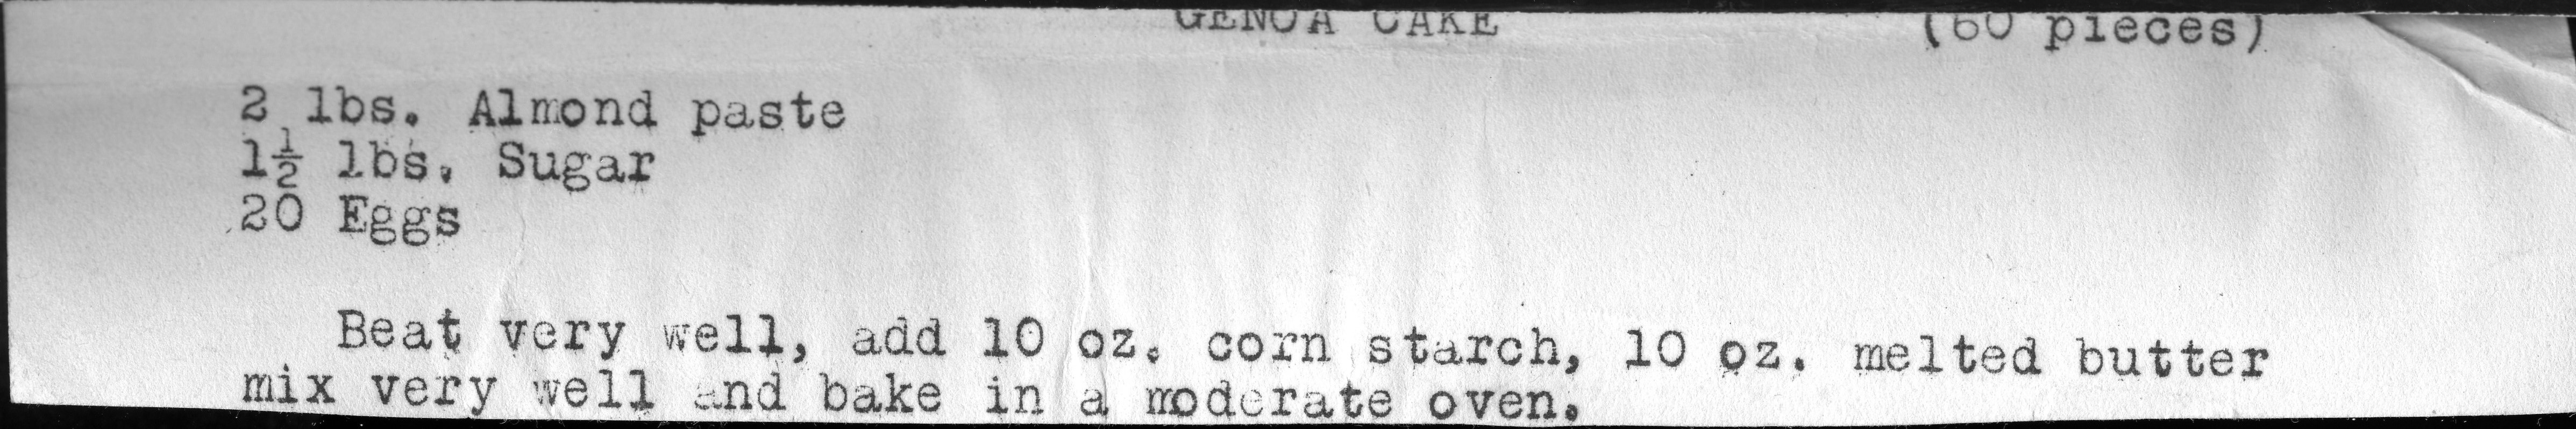 GENOA CAKE (60 pieces)
2 lbs. Almond paste
1½ lbs. Sugar
20 Eggs
Beat very well, add 10 oz. corn starch, 10 oz. melted butter
mix very well and bake in a moderate oven.